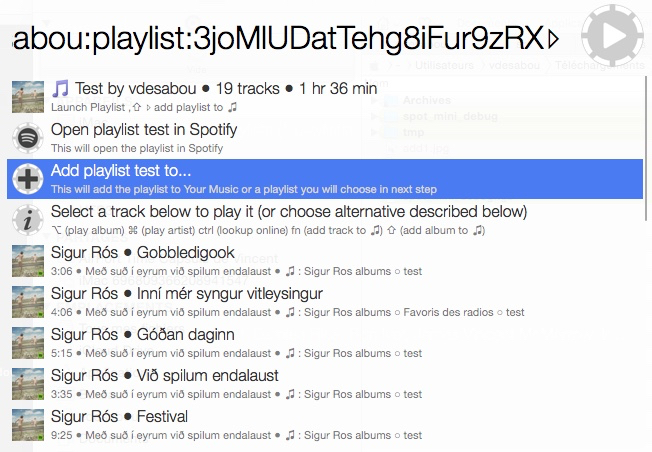 abou:playlist:3joMlUDatTehg8iFur9zRX▹
Utilisateurs vdesabou Téléchargements
🎵 Test by vdesabou ● 19 tracks ● 1 hr 36 min
Launch Playlist ,⇧ ▹ add playlist to ♫
Archives
Open playlist test in Spotify
This will open the playlist in Spotify
spot_mini_debug
tmp
Add playlist test to...
This will add the playlist to Your Music or a playlist you will choose in next step
Select a track below to play it (or choose alternative described below)
⌥ (play album) ⌘ (play artist) ctrl (lookup online) fn (add track to ♫) ⇧ (add album to ♫)
Sigur Rós ● Gobbledigook
3:06 ● Með suð í eyrum við spilum endalaust ● ♫ : Sigur Ros albums ○ test
Sigur Rós ● Inní mér syngur vitleysingur
4:06 ● Með suð í eyrum við spilum endalaust ● ♫ : Sigur Ros albums ○ Favoris des radios ○ test
Sigur Rós ● Góðan daginn
5:15 ● Með suð í eyrum við spilum endalaust ● ♫ : Sigur Ros albums ○ test
Sigur Rós ● Við spilum endalaust
3:35 ● Með suð í eyrum við spilum endalaust ● ♫ : Sigur Ros albums ○ test
Sigur Rós ● Festival
9:25 ● Með suð í eyrum við spilum endalaust ● ♫ : Sigur Ros albums ○ test